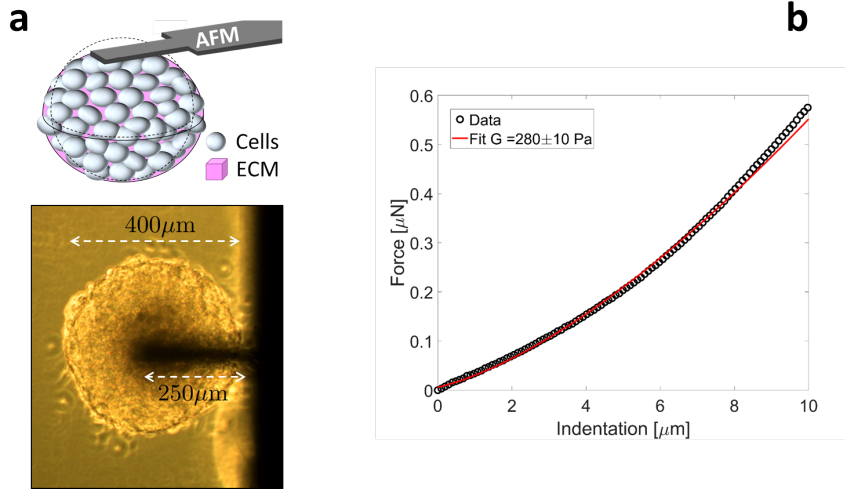 a
AFM
Cells
ECM
400μm
250μm
b
0.6
0.5
0.4
0.3
0.2
0.1
0
Force [μN]
Data
Fit G =280±10 Pa
0 2 4 6 8 10
Indentation [μm]